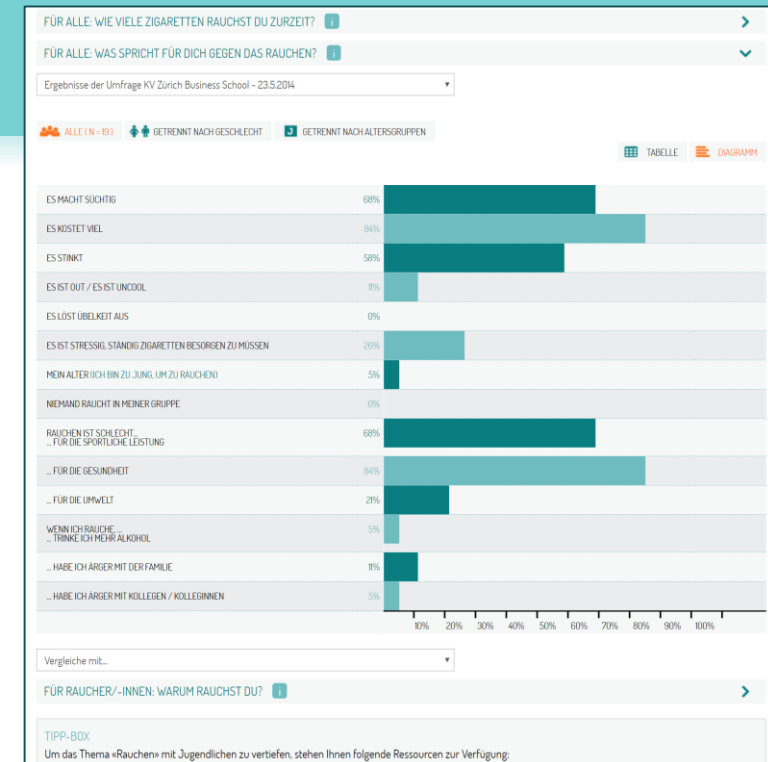 FÜR ALLE: WIE VIELE ZIGARETTEN RAUCHST DU ZURZEIT? i
FÜR ALLE: WAS SPRICHT FÜR DICH GEGEN DAS RAUCHEN? i
Ergebnisse der Umfrage KV Zürich Business School - 23.5.2014
ALLE ( N = 19 ) GETRENNT NACH GESCHLECHT J GETRENNT NACH ALTERSGRUPPEN
TABELLE DIAGRAMM
ES MACHT SÜCHTIG 68%
ES KOSTET VIEL 84%
ES STINKT 58%
ES IST OUT / ES IST UNCOOL 11%
ES LÖST ÜBELKEIT AUS 0%
ES IST STRESSIG, STÄNDIG ZIGARETTEN BESORGEN ZU MÜSSEN 26%
MEIN ALTER (ICH BIN ZU JUNG, UM ZU RAUCHEN) 5%
NIEMAND RAUCHT IN MEINER GRUPPE 0%
RAUCHEN IST SCHLECHT...
... FÜR DIE SPORTLICHE LEISTUNG 68%
... FÜR DIE GESUNDHEIT 84%
... FÜR DIE UMWELT 21%
WENN ICH RAUCHE, ...
... TRINKE ICH MEHR ALKOHOL 5%
... HABE ICH ÄRGER MIT DER FAMILIE 11%
... HABE ICH ÄRGER MIT KOLLEGEN / KOLLEGINNEN 5%
10% 20% 30% 40% 50% 60% 70% 80% 90% 100%
Vergleiche mit...
FÜR RAUCHER/-INNEN: WARUM RAUCHST DU? i
TIPP-BOX
Um das Thema «Rauchen» mit Jugendlichen zu vertiefen, stehen Ihnen folgende Ressourcen zur Verfügung: